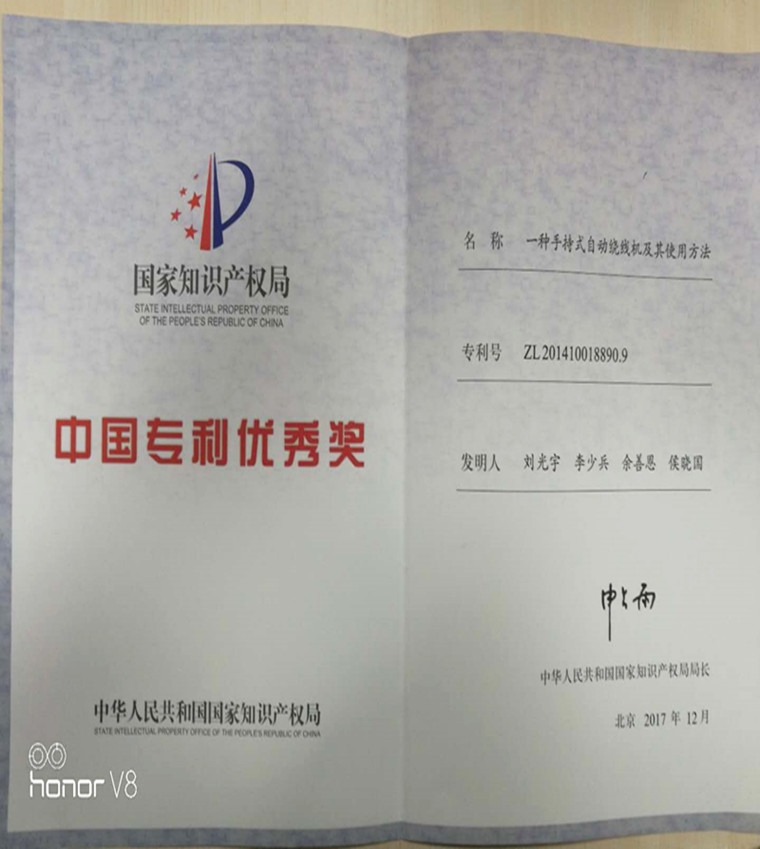 国家知识产权局
STATE INTELLECTUAL PROPERTY OFFICE
OF THE PEOPLE'S REPUBLIC OF CHINA
中国专利优秀奖
中华人民共和国国家知识产权局
STATE INTELLECTUAL PROPERTY OFFICE OF THE PEOPLE'S REPUBLIC OF CHINA
名 称 一种手持式自动绕线机及其使用方法
专利号 ZL 201410018890.9
发明人 刘光宇 李少兵 余善恩 侯晓国
申长雨
中华人民共和国国家知识产权局局长
北京 2017 年 12 月
honor V8